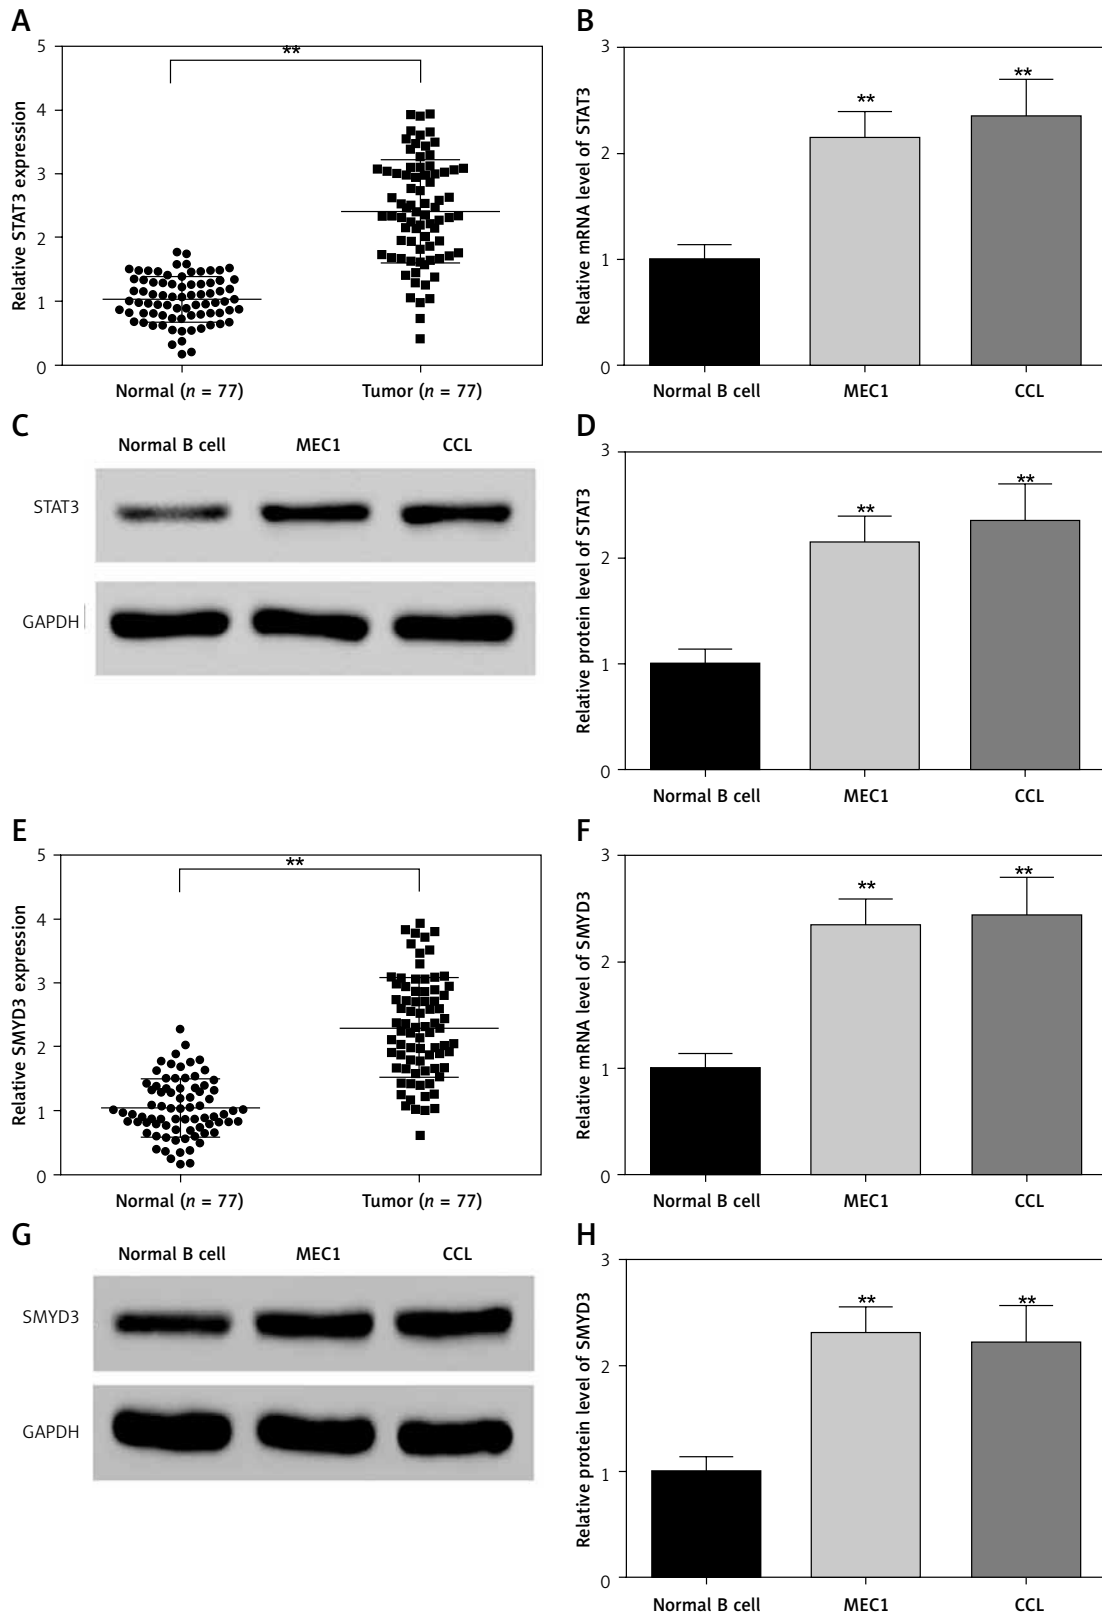 A
Relative STAT3 expression
5
4
3
2
1
0
**
Normal (n = 77)
Tumor (n = 77)
B
Relative mRNA level of STAT3
3
2
1
0
**
**
Normal B cell
MEC1
CCL
C
Normal B cell
MEC1
CCL
STAT3
GAPDH
D
Relative protein level of STAT3
3
2
1
0
**
**
Normal B cell
MEC1
CCL
E
Relative SMYD3 expression
5
4
3
2
1
0
**
Normal (n = 77)
Tumor (n = 77)
F
Relative mRNA level of SMYD3
3
2
1
0
**
**
Normal B cell
MEC1
CCL
G
Normal B cell
MEC1
CCL
SMYD3
GAPDH
H
Relative protein level of SMYD3
3
2
1
0
**
**
Normal B cell
MEC1
CCL